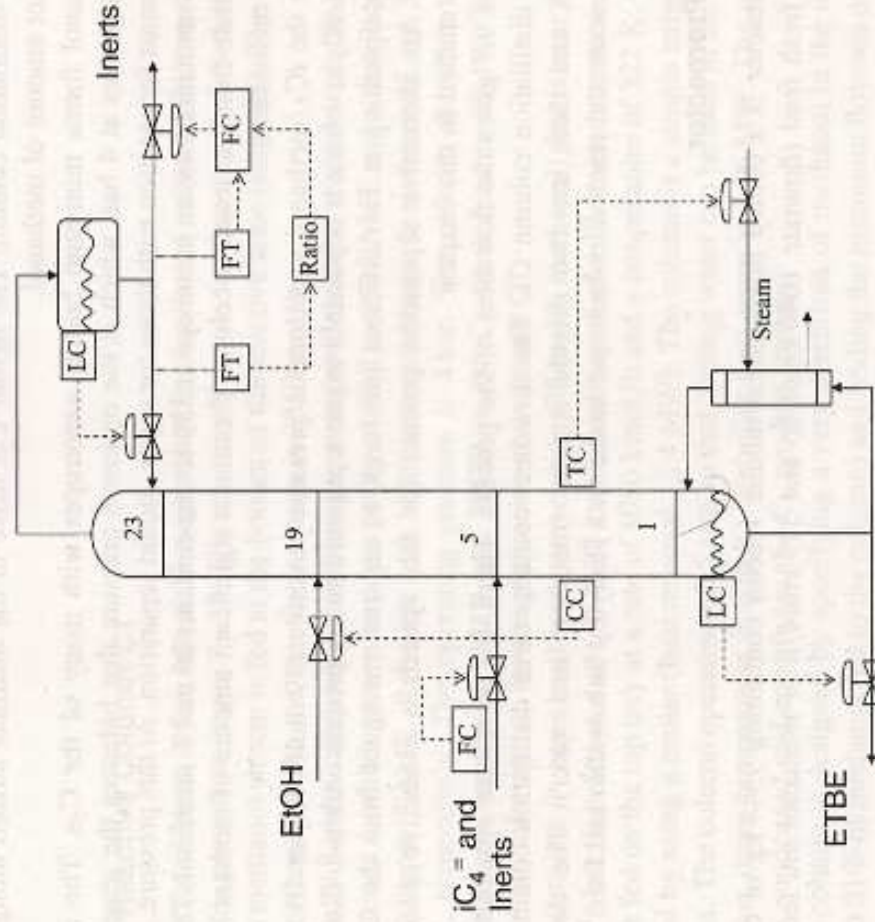 Inerts
LC
FT
FT
FC
Ratio
23
19
5
1
EtOH
CC
TC
FC
iC₄⁼ and
Inerts
LC
Steam
ETBE